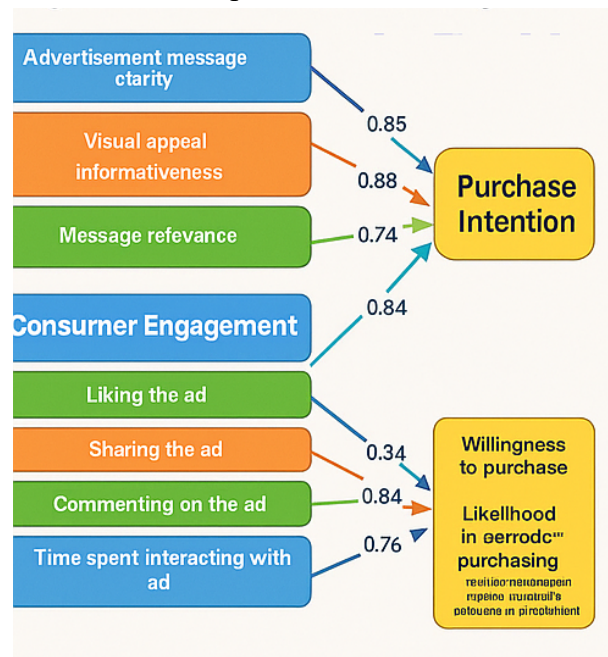 Advertisement message
ctarity
Visual appeal
informativeness
Message refevance
Consurner Engagement
Liking the ad
Sharing the ad
Commenting on the ad
Time spent interacting with
ad
0.85
0.88
0.74
0.84
0.34
0.84
0.76
Purchase
Intention
Willingness
to purchase
Likellhood
in
purchasing